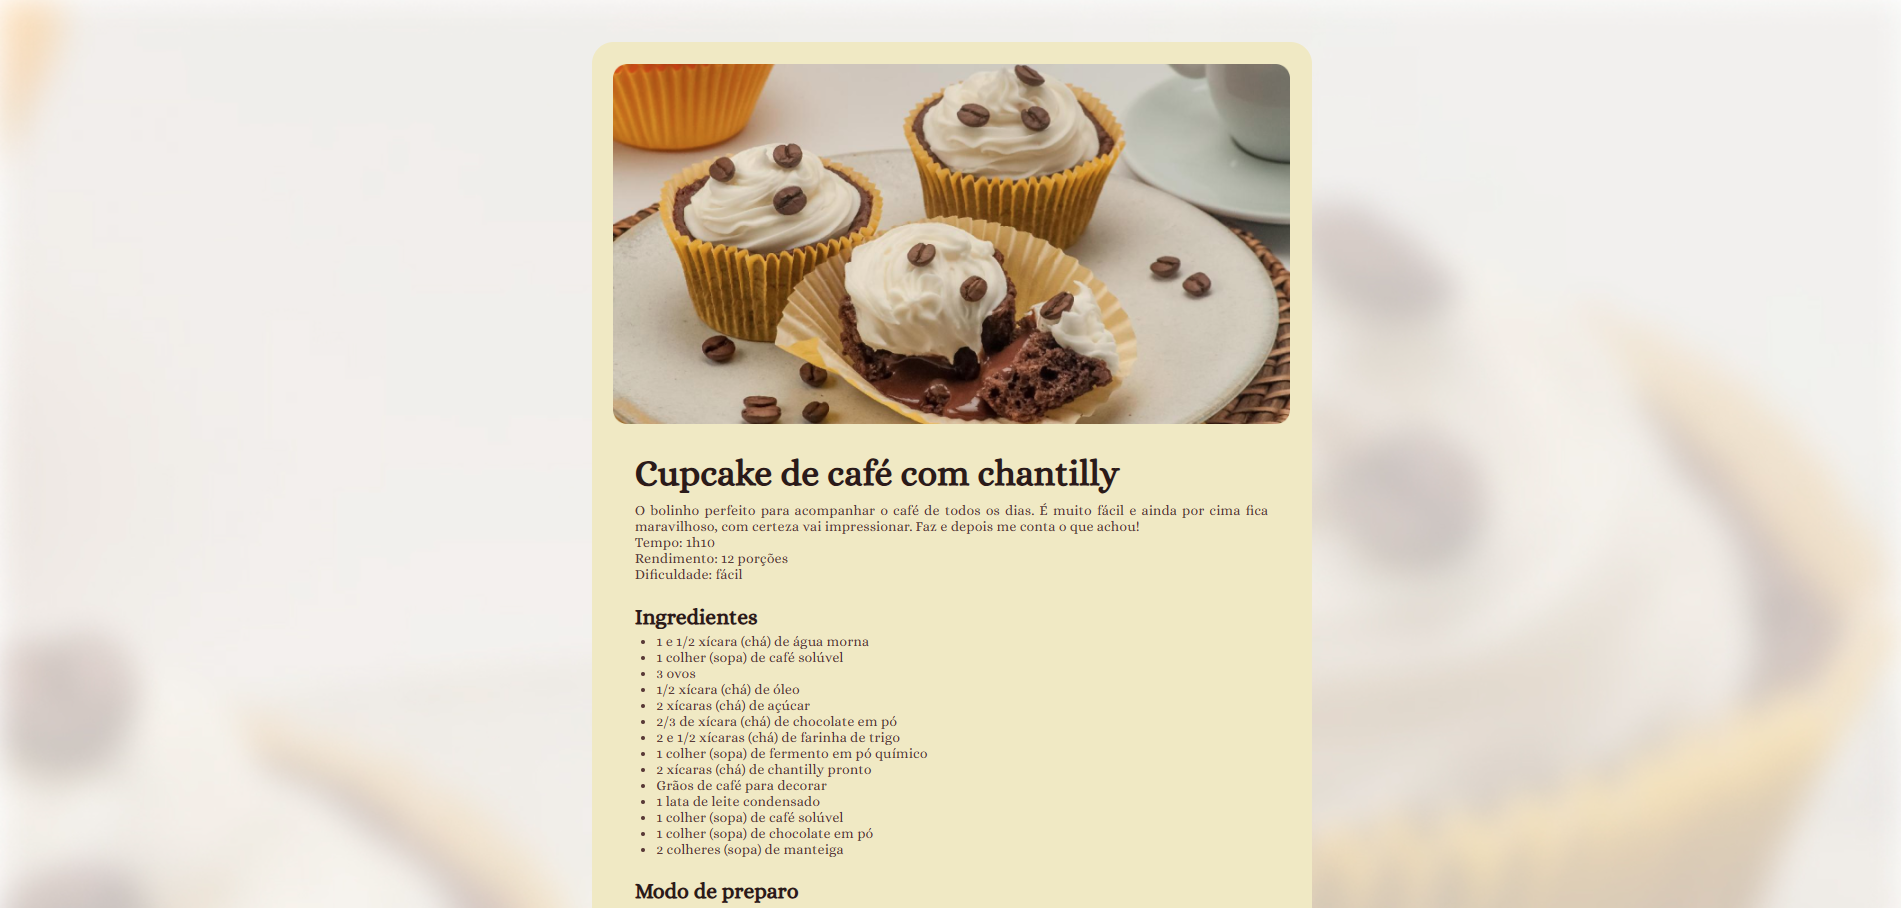 Cupcake de café com chantilly
O bolinho perfeito para acompanhar o café de todos os dias. É muito fácil e ainda por cima fica
maravilhoso, com certeza vai impressionar. Faz e depois me conta o que achou!
Tempo: 1h10
Rendimento: 12 porções
Dificuldade: fácil
Ingredientes
• 1 e 1/2 xícara (chá) de água morna
• 1 colher (sopa) de café solúvel
• 3 ovos
• 1/2 xícara (chá) de óleo
• 2 xícaras (chá) de açúcar
• 2/3 de xícara (chá) de chocolate em pó
• 2 e 1/2 xícaras (chá) de farinha de trigo
• 1 colher (sopa) de fermento em pó químico
• 2 xícaras (chá) de chantilly pronto
• Grãos de café para decorar
• 1 lata de leite condensado
• 1 colher (sopa) de café solúvel
• 1 colher (sopa) de chocolate em pó
• 2 colheres (sopa) de manteiga
Modo de preparo